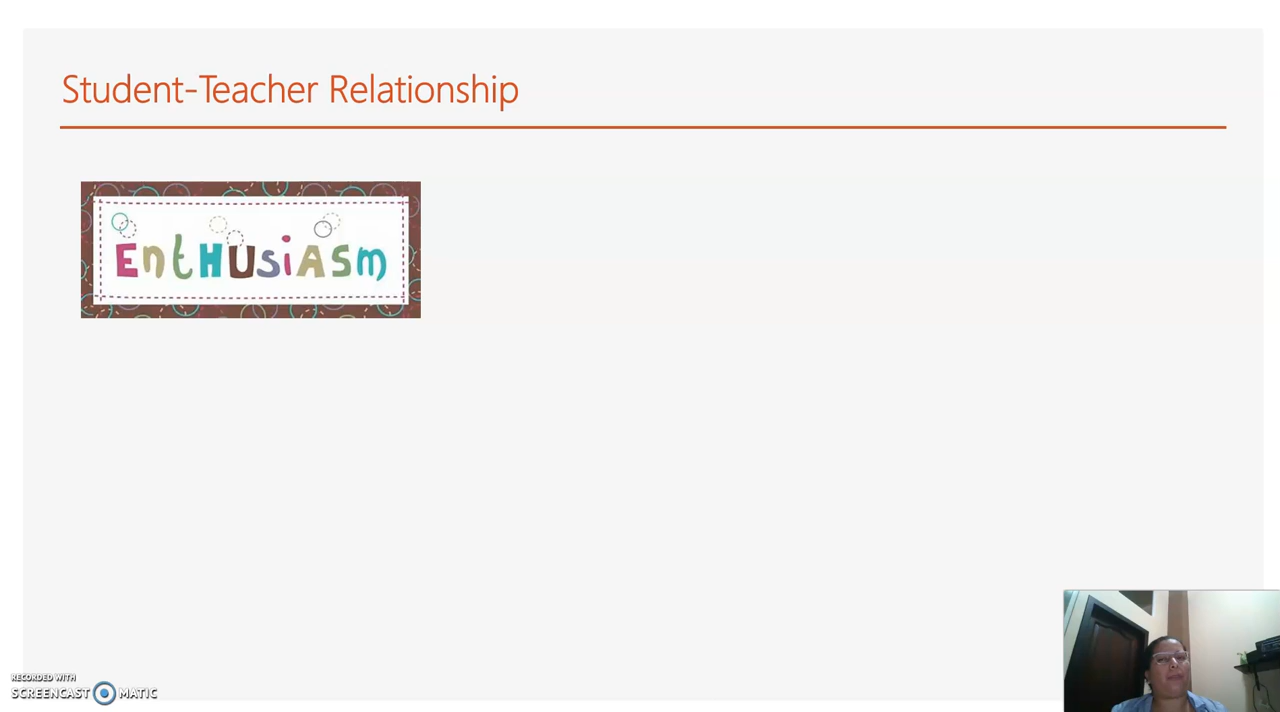 Student-Teacher Relationship
EntHUsiAsm
RECORDED WITH
SCREENCAST MATIC